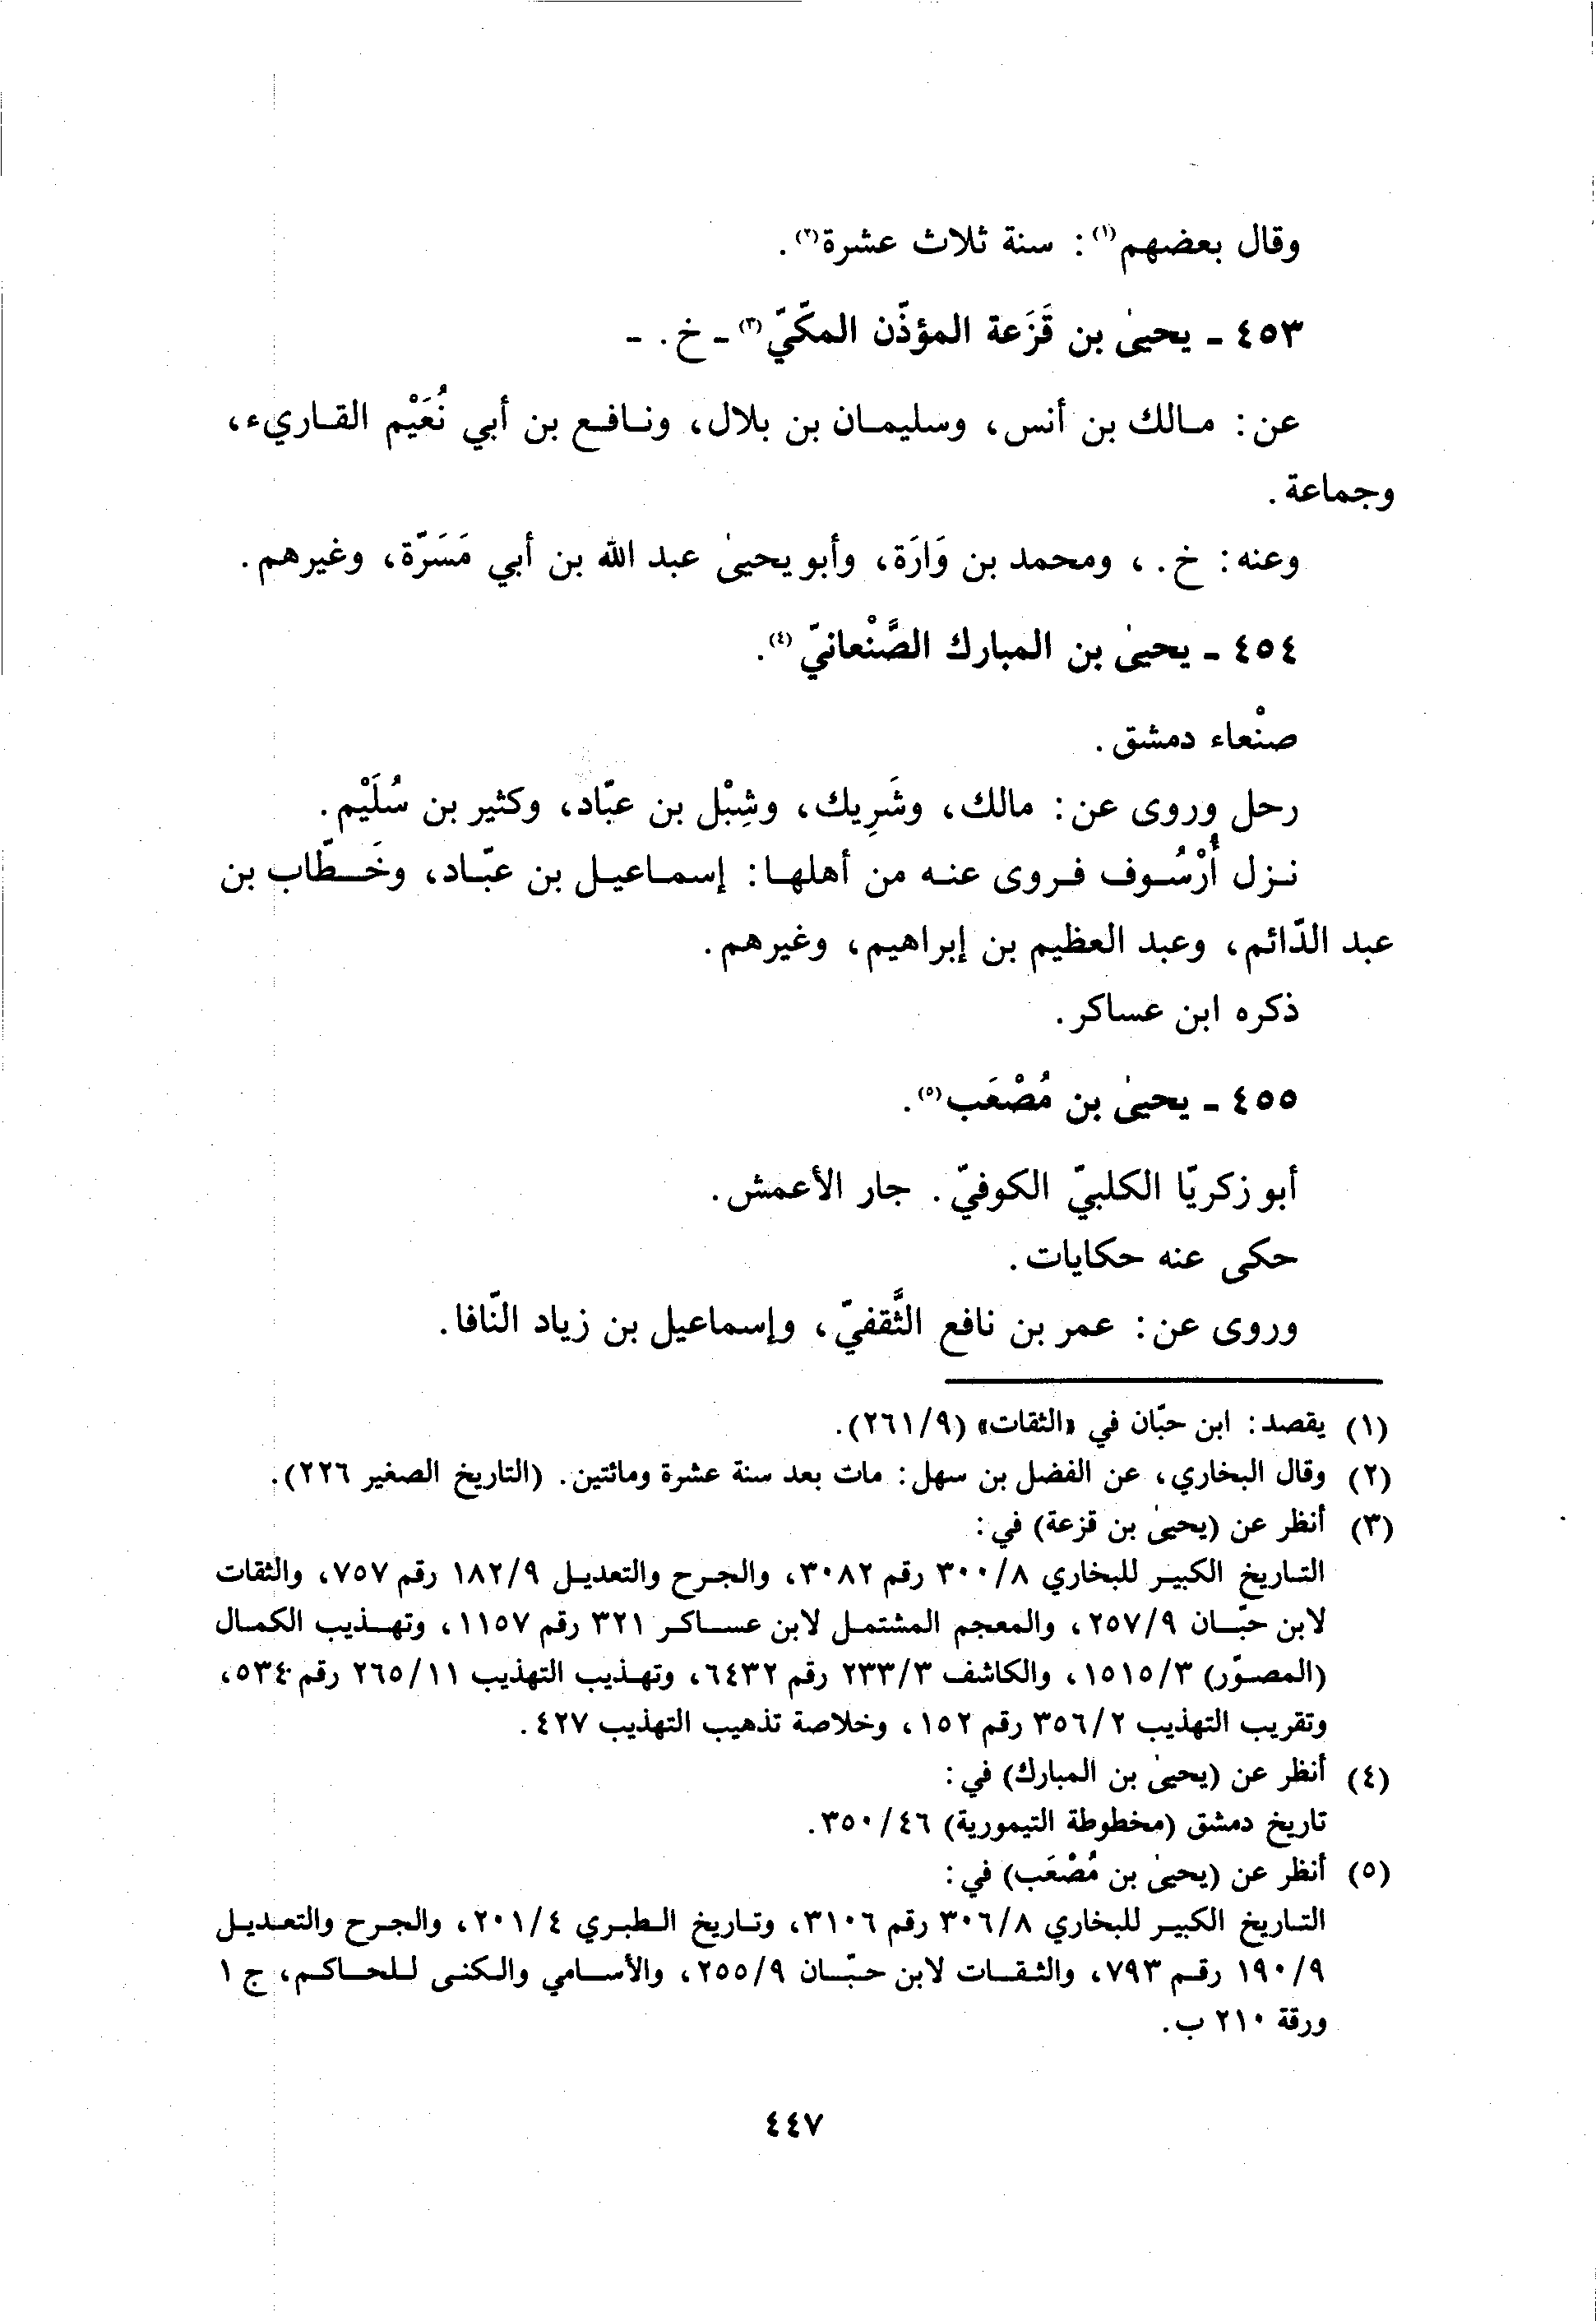 وقال بعضهم(١): سنة ثلاث عشرة(٢).
٤٥٣ - يحيىٰ بن قَزَعة المؤذّن المكّيّ(٣) - خ. -
عن: مالك بن أنس، وسليمان بن بلال، ونافع بن أبي نُعَيْم القاريء،
وجماعة.
وعنه: خ.، ومحمد بن وَارَة، وأبو يحيىٰ عبد الله بن أبي مَسَرّة، وغيرهم.
٤٥٤ - يحيىٰ بن المبارك الصَّنْعانيّ(٤).
صنْعاء دمشق.
رحل وروى عن: مالك، وشَرِيك، وشِبْل بن عبّاد، وكثير بن سُلَيْم.
نزل أُرْسُوف فروى عنه من أهلها: إسماعيل بن عبّاد، وخَطّاب بن
عبد الدّائم، وعبد العظيم بن إبراهيم، وغيرهم.
ذكره ابن عساكر.
٤٥٥ - يحيىٰ بن مُصْعَب(٥).
أبو زكريّا الكلبيّ الكوفيّ. جار الأعمش.
حكى عنه حكايات.
وروى عن: عمر بن نافع الثَّقفيّ، وإسماعيل بن زياد النّافا.
(١) يقصد: ابن حبّان في «الثقات» (٢٦١/٩).
(٢) وقال البخاري، عن الفضل بن سهل: مات بعد سنة عشرة ومائتين. (التاريخ الصغير ٢٢٦).
(٣) أنظر عن (يحيىٰ بن قزعة) في:
التاريخ الكبير للبخاري ٣٠٠/٨ رقم ٣٠٨٢، والجرح والتعديل ١٨٢/٩ رقم ٧٥٧، والثقات
لابن حبّان ٢٥٧/٩، والمعجم المشتمل لابن عساكر ٣٢١ رقم ١١٥٧، وتهذيب الكمال
(المصوّر) ١٥١٥/٣، والكاشف ٢٣٣/٣ رقم ٦٤٣٢، وتهذيب التهذيب ٢٦٥/١١ رقم ٥٣٤،
وتقريب التهذيب ٣٥٦/٢ رقم ١٥٢، وخلاصة تذهيب التهذيب ٤٢٧.
(٤) أنظر عن (يحيىٰ بن المبارك) في:
تاريخ دمشق (مخطوطة التيمورية) ٣٥٠/٤٦.
(٥) أنظر عن (يحيىٰ بن مُصْعَب) في:
التاريخ الكبير للبخاري ٣٠٦/٨ رقم ٣١٠٦، وتاريخ الطبري ٢٠١/٤، والجرح والتعديل
١٩٠/٩ رقم ٧٩٣، والثقات لابن حبّان ٢٥٥/٩، والأسامي والكنى للحاكم، ج ١
ورقة ٢١٠ ب.
٤٤٧